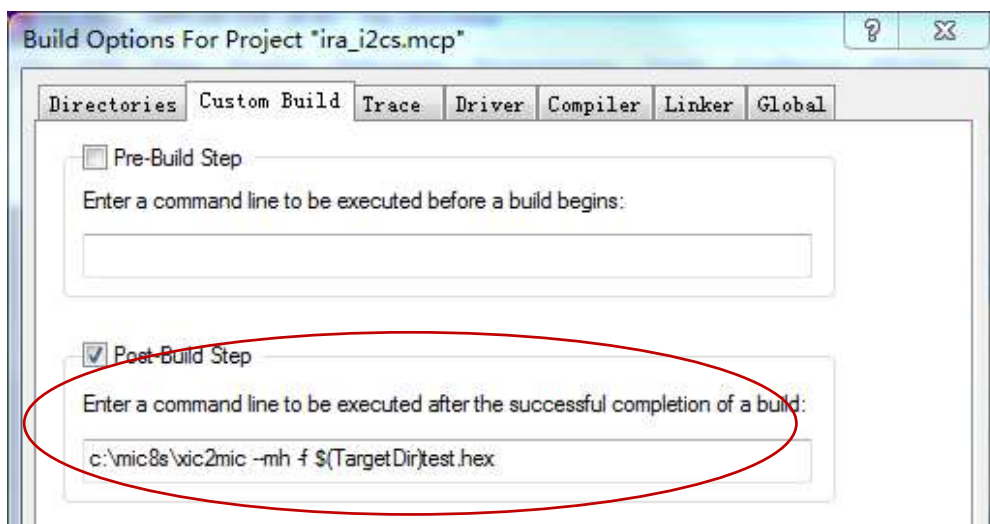 Build Options For Project "ira_i2cs.mcp"
Directories Custom Build Trace Driver Compiler Linker Global
Pre-Build Step
Enter a command line to be executed before a build begins:
Post-Build Step
Enter a command line to be executed after the successful completion of a build:
c:\mic8s\xic2mic --mh -f $(TargetDir)test.hex